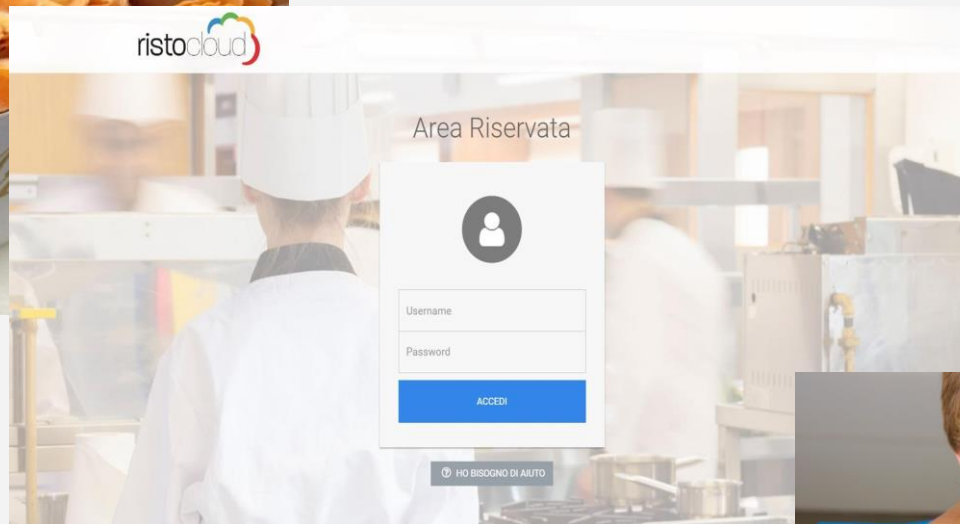 ristocloud
Area Riservata
Username
Password
ACCEDI
HO BISOGNO DI AIUTO